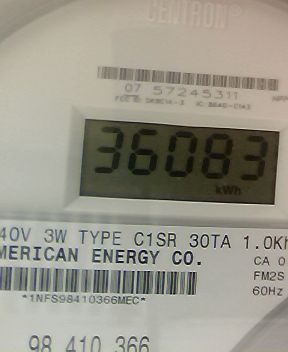 CENTRON®
07 57245311
36083
kWh
40V 3W TYPE C1SR 30TA 1.0Kh
MERICAN ENERGY CO.
CA 0
FM2S
60Hz
*1NFS98410366MEC*
98 410 366